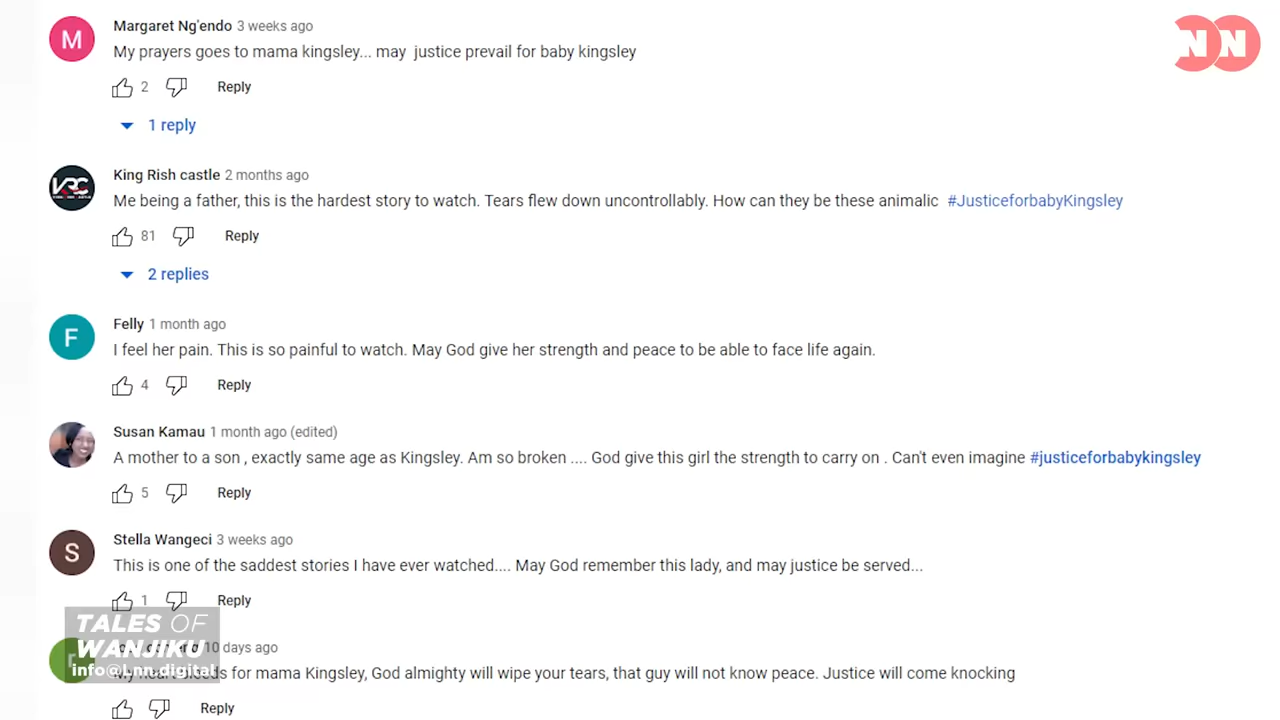 M
Margaret Ng'endo 3 weeks ago
My prayers goes to mama kingsley... may justice prevail for baby kingsley
2 Reply
1 reply
NN
VRC
King Rish castle 2 months ago
Me being a father, this is the hardest story to watch. Tears flew down uncontrollably. How can they be these animalic #JusticeforbabyKingsley
81 Reply
2 replies
F
Felly 1 month ago
I feel her pain. This is so painful to watch. May God give her strength and peace to be able to face life again.
4 Reply
Susan Kamau 1 month ago (edited)
A mother to a son , exactly same age as Kingsley. Am so broken .... God give this girl the strength to carry on . Can't even imagine #justiceforbabykingsley
5 Reply
S
Stella Wangeci 3 weeks ago
This is one of the saddest stories I have ever watched.... May God remember this lady, and may justice be served...
1 Reply
TALES OF
WANJIKU
info@Lnn.digital
10 days ago
for mama Kingsley, God almighty will wipe your tears, that guy will not know peace. Justice will come knocking
Reply